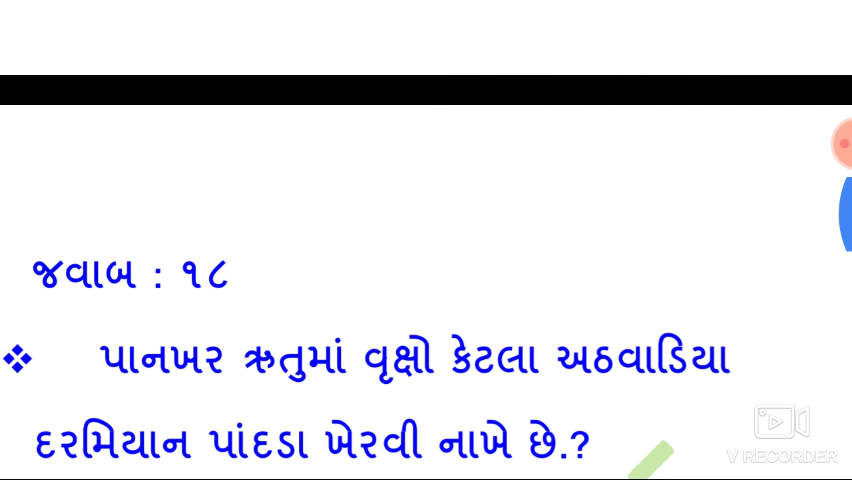 જવાબ : ૧૮
❖ પાનખર ઋતુમાં વૃક્ષો કેટલા અઠવાડિયા
દરમિયાન પાંદડા ખેરવી નાખે છે.?
V RECORDER